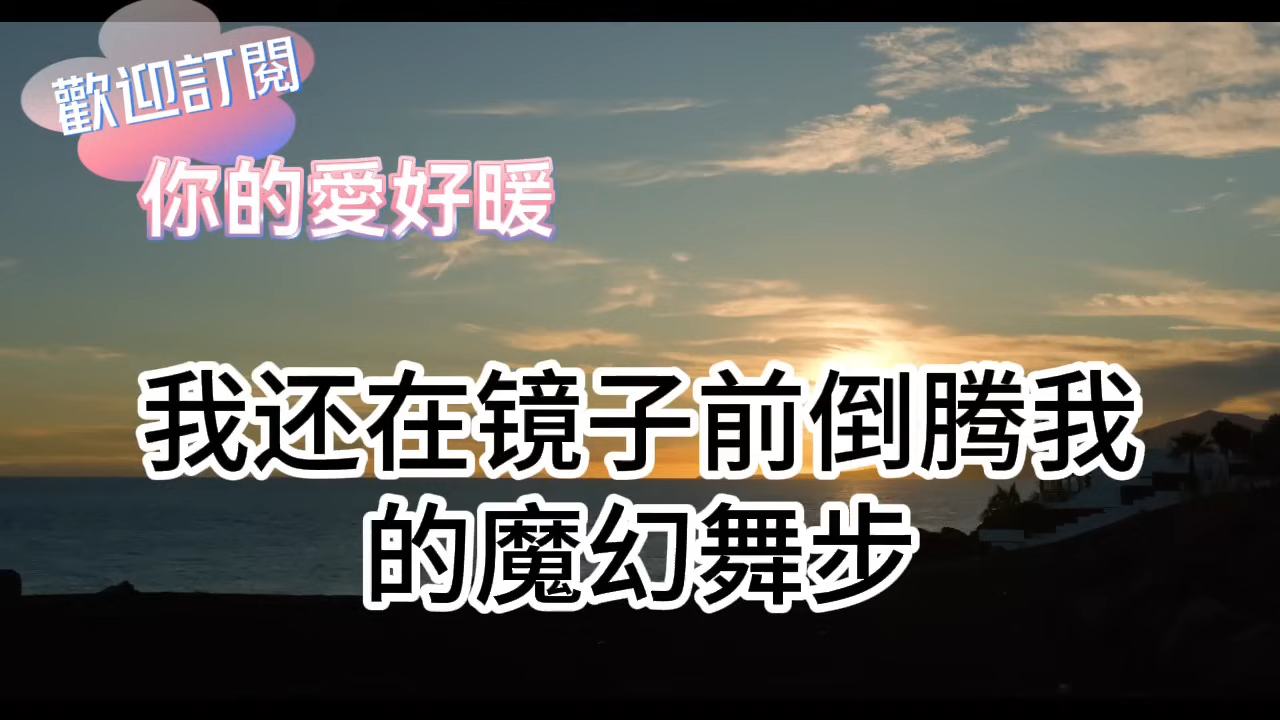 歡迎訂閱
你的愛好暖
我还在镜子前倒腾我
的魔幻舞步